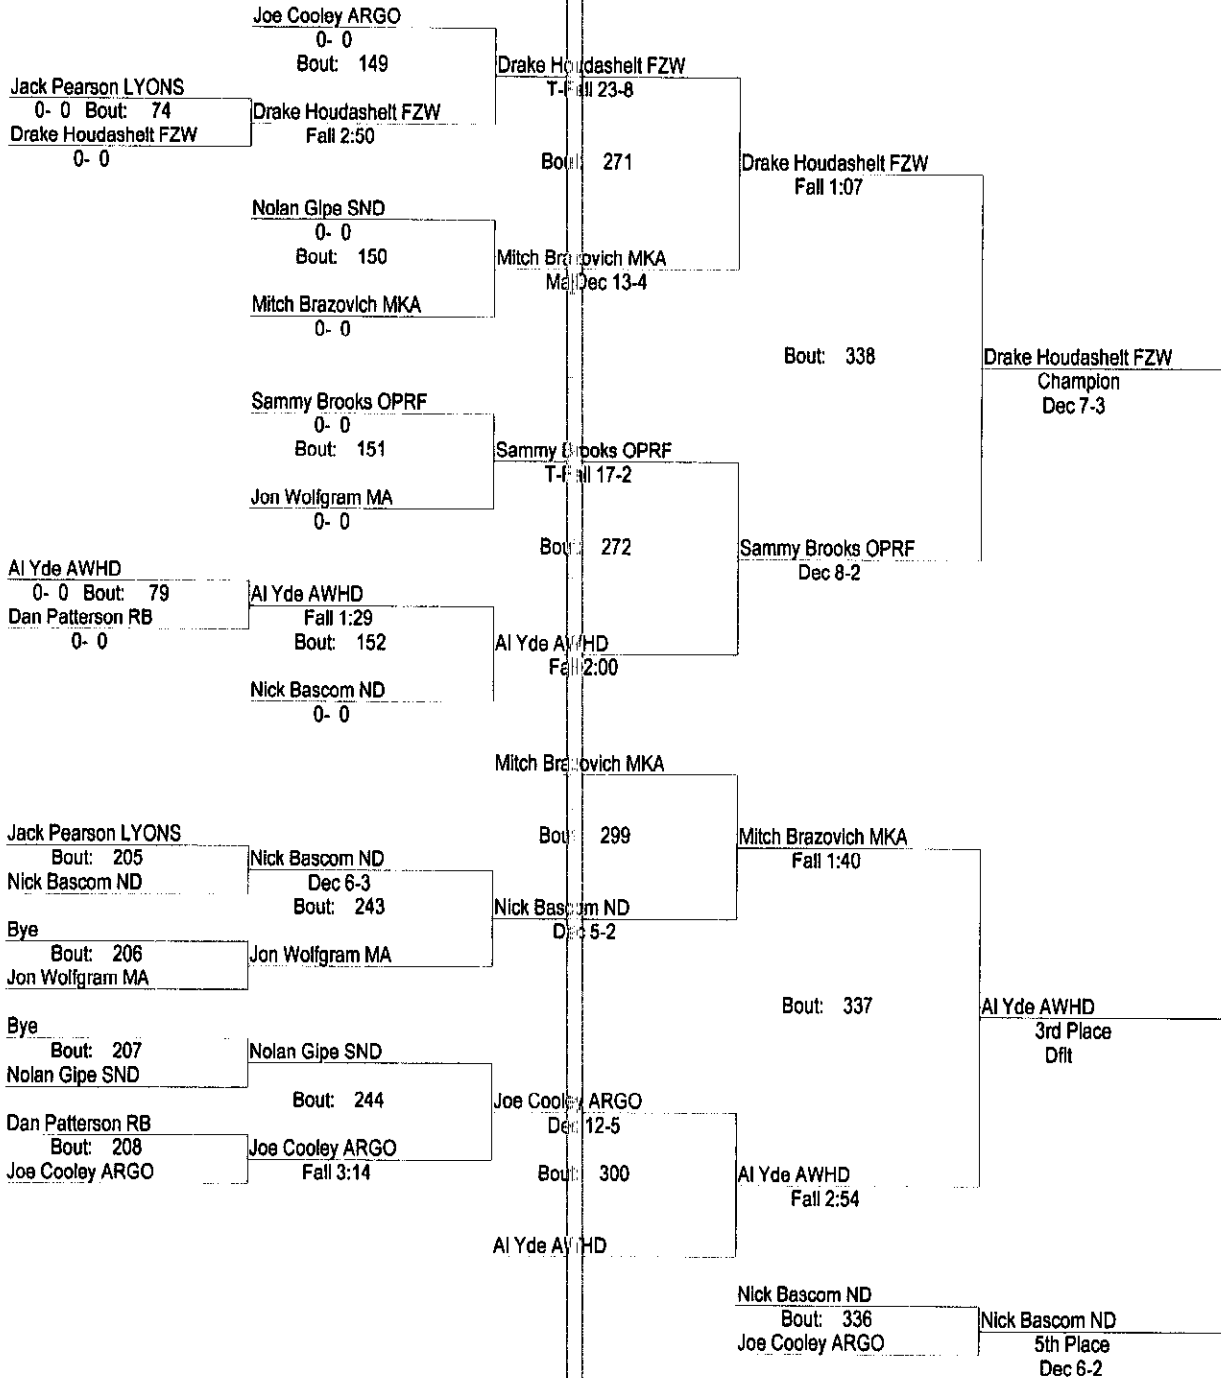 Joe Cooley ARGO
0- 0
Bout: 149
Jack Pearson LYONS
0- 0 Bout: 74
Drake Houdashelt FZW
0- 0
Drake Houdashelt FZW
Fall 2:50
Drake Houdashelt FZW
T-Fall 23-8
Bout: 271
Nolan Gipe SND
0- 0
Bout: 150
Mitch Brazovich MKA
0- 0
Mitch Brazovich MKA
MajDec 13-4
Drake Houdashelt FZW
Fall 1:07
Bout: 338
Drake Houdashelt FZW
Champion
Dec 7-3
Sammy Brooks OPRF
0- 0
Bout: 151
Jon Wolfgram MA
0- 0
Sammy Brooks OPRF
T-Fall 17-2
Bout: 272
Sammy Brooks OPRF
Dec 8-2
Al Yde AWHD
0- 0 Bout: 79
Dan Patterson RB
0- 0
Al Yde AWHD
Fall 1:29
Bout: 152
Nick Bascom ND
0- 0
Al Yde AWHD
Fall 2:00
Mitch Brazovich MKA
Bout: 299
Mitch Brazovich MKA
Fall 1:40
Jack Pearson LYONS
Bout: 205
Nick Bascom ND
Nick Bascom ND
Dec 6-3
Bout: 243
Nick Bascom ND
Dec 5-2
Bye
Bout: 206
Jon Wolfgram MA
Jon Wolfgram MA
Bout: 337
Al Yde AWHD
3rd Place
Dflt
Bye
Bout: 207
Nolan Gipe SND
Nolan Gipe SND
Bout: 244
Joe Cooley ARGO
Dec 12-5
Dan Patterson RB
Bout: 208
Joe Cooley ARGO
Joe Cooley ARGO
Fall 3:14
Bout: 300
Al Yde AWHD
Fall 2:54
Al Yde AWHD
Nick Bascom ND
Bout: 336
Joe Cooley ARGO
Nick Bascom ND
5th Place
Dec 6-2